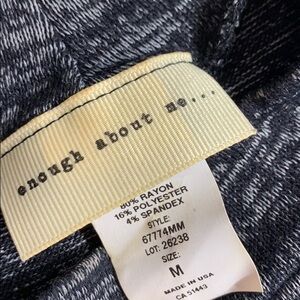 enough about me...
80% RAYON
16% POLYESTER
4% SPANDEX
STYLE:
67774MM
LOT: 26238
SIZE:
M
MADE IN USA
CA 51443